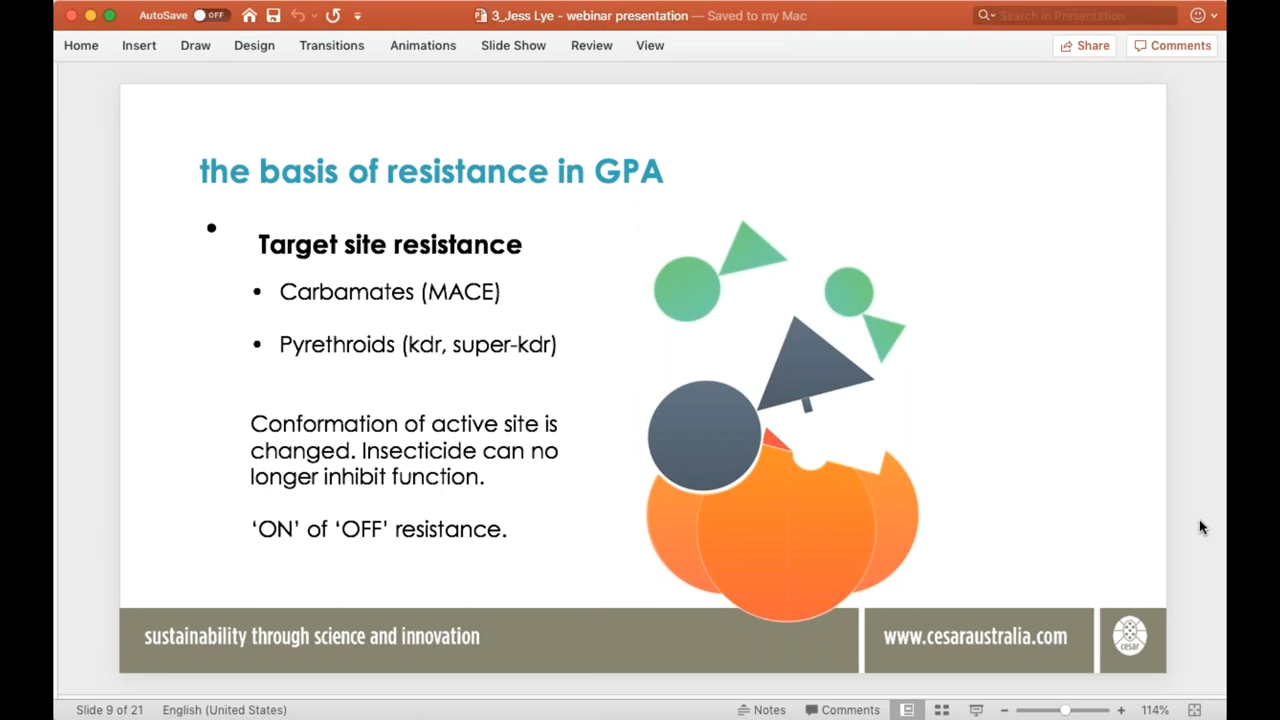 AutoSave OFF
3_Jess Lye - webinar presentation — Saved to my Mac
Search in Presentation
Home Insert Draw Design Transitions Animations Slide Show Review View Share Comments
the basis of resistance in GPA
• Target site resistance
• Carbamates (MACE)
• Pyrethroids (kdr, super-kdr)
Conformation of active site is
changed. Insecticide can no
longer inhibit function.
‘ON’ of ‘OFF’ resistance.
sustainability through science and innovation
www.cesaraustralia.com
cesar
Slide 9 of 21 English (United States) Notes Comments 114%